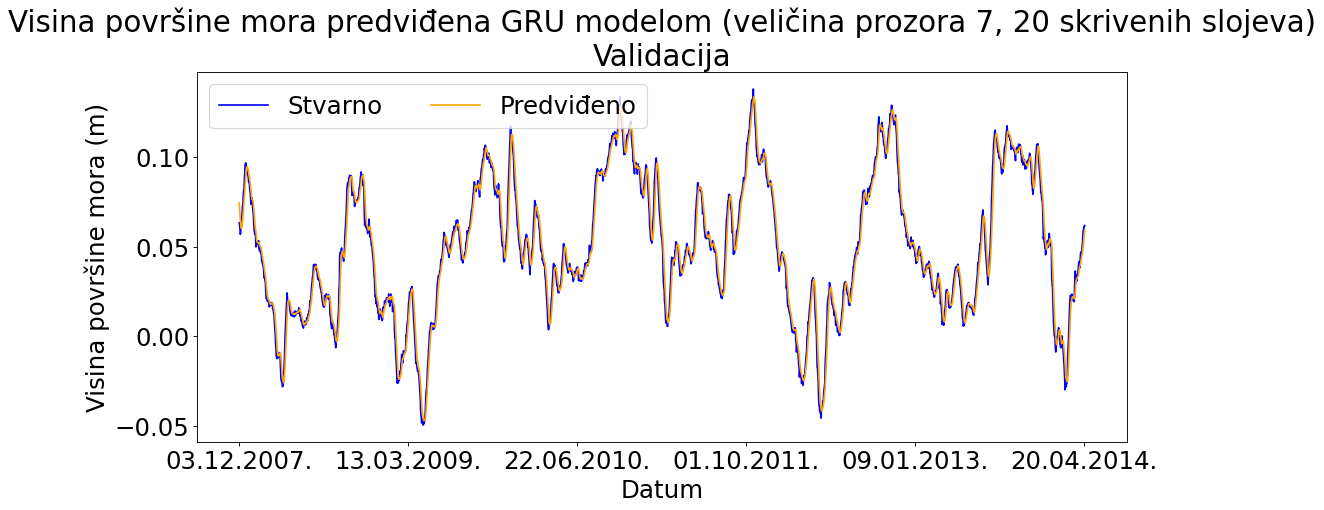 Visina površine mora predviđena GRU modelom (veličina prozora 7, 20 skrivenih slojeva)
Validacija
Stvarno
Predviđeno
Visina površine mora (m)
0.10
0.05
0.00
−0.05
03.12.2007.
13.03.2009.
22.06.2010.
01.10.2011.
09.01.2013.
20.04.2014.
Datum